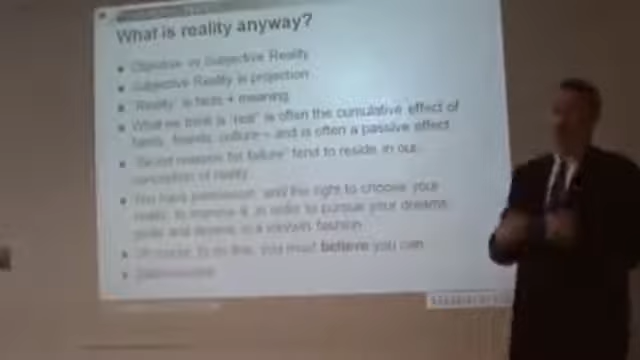 What is reality anyway?
Objective vs Subjective Reality
Subjective Reality is projection
"Reality" is facts + meaning
What we think is "real" is often the cumulative effect of
family, friends, culture – and is often a passive effect
reasons for failure" tend to reside in our
conception of reality
You have permission, and the right to choose your
reality, to improve it, in order to pursue your dreams,
goals and desires in a fashion
Of course, to do this, you must believe you can